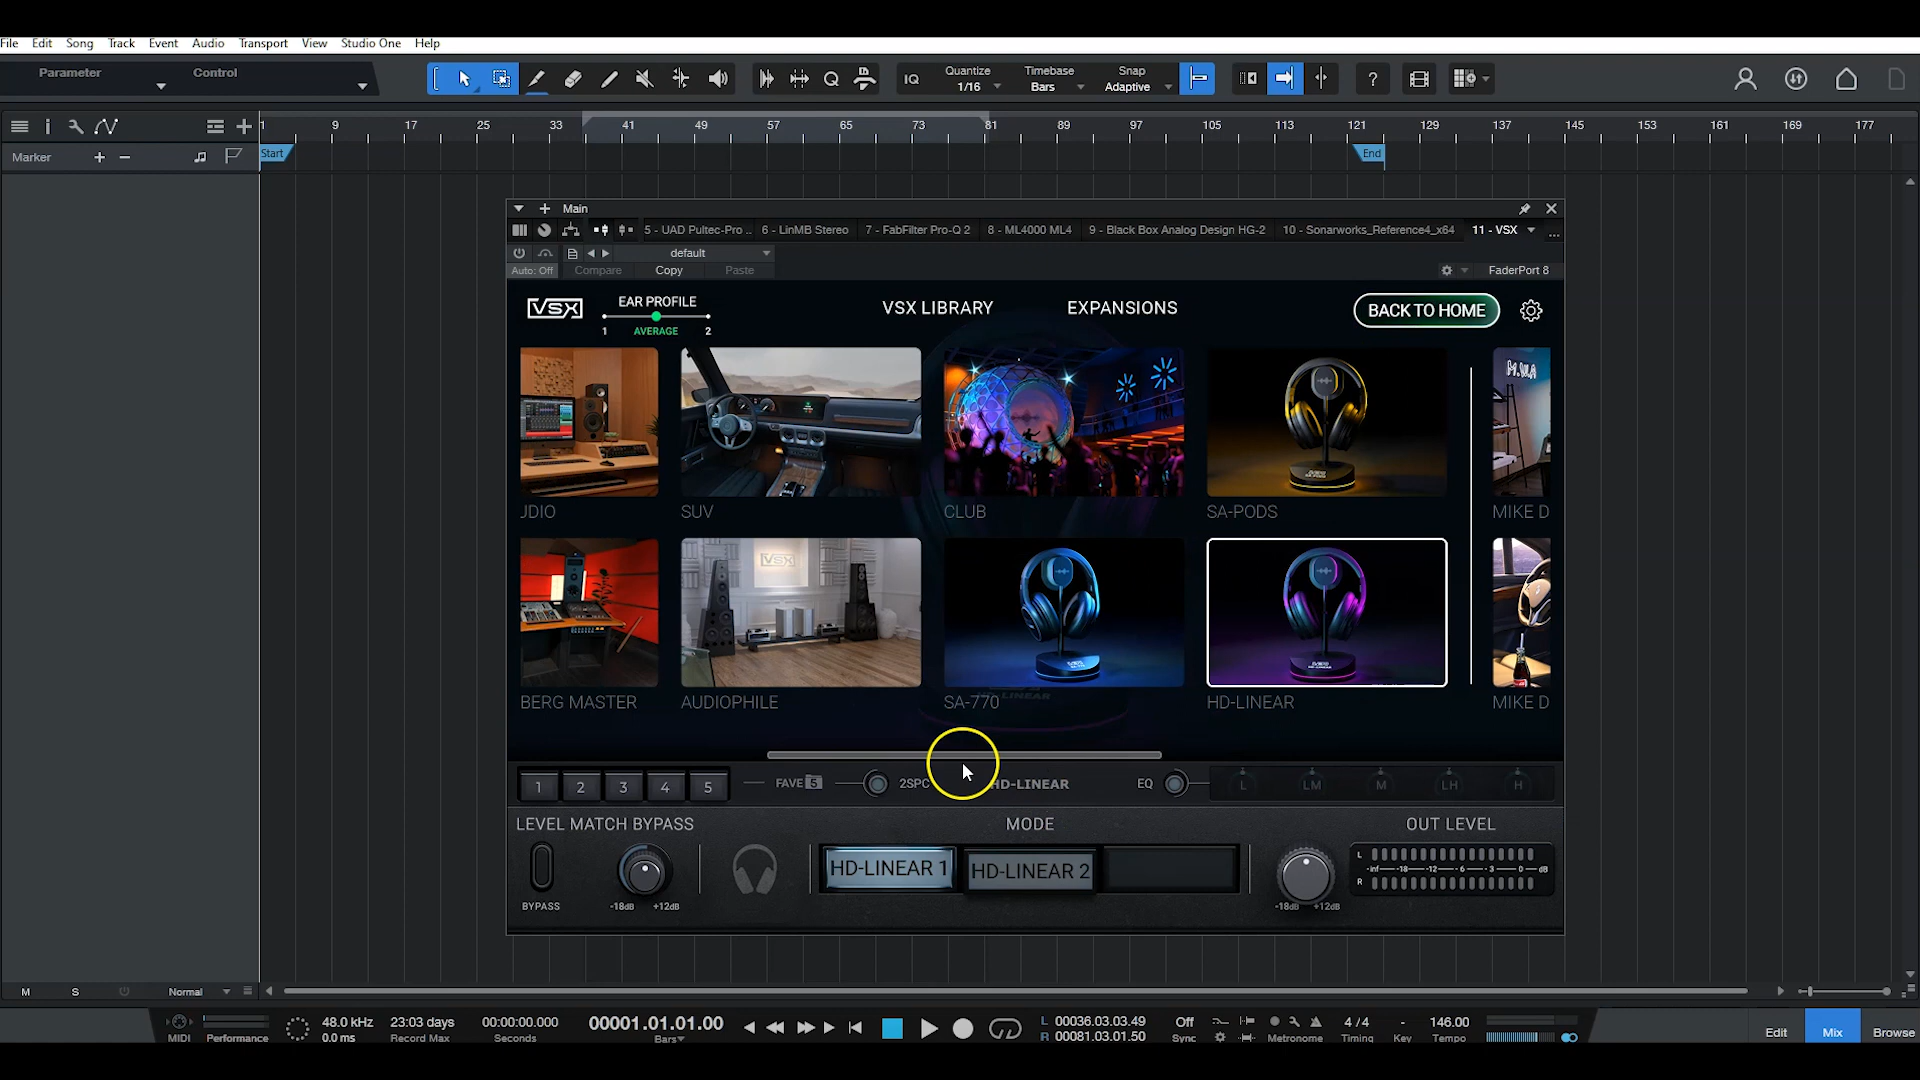 File Edit Song Track Event Audio Transport View Studio One Help
Parameter Control
IQ Quantize 1/16 Timebase Bars Snap Adaptive ?
1 9 17 25 33 41 49 57 65 73 81 89 97 105 113 121 129 137 145 153 161 169 177
Marker + − Start End
Main
5 - UAD Pultec-Pro .. 6 - LinMB Stereo 7 - FabFilter Pro-Q 2 8 - ML4000 ML4 9 - Black Box Analog Design HG-2 10 - Sonarworks_Reference4_x64 11 - VSX ...
default
Auto: Off Compare Copy Paste FaderPort 8
VSX EAR PROFILE VSX LIBRARY EXPANSIONS BACK TO HOME
1 AVERAGE 2
JDIO SUV CLUB SA-PODS MIKE D
VSX
BERG MASTER AUDIOPHILE SA-770 HD-LINEAR MIKE D
1 2 3 4 5 FAVE 5 2SPC HD-LINEAR EQ L LM M LH H
LEVEL MATCH BYPASS MODE OUT LEVEL
HD-LINEAR 1 HD-LINEAR 2
L
-inf -18 -12 -6 -3 0 dB
R
BYPASS -18dB +12dB -18dB +12dB
M S Normal
MIDI Performance
48.0 kHz 23:03 days 00:00:00.000 00001.01.01.00 L 00036.03.03.49 Off 4 / 4 - 146.00
0.0 ms Record Max Seconds Bars R 00081.03.01.50 Sync Metronome Timing Key Tempo
Edit Mix Browse